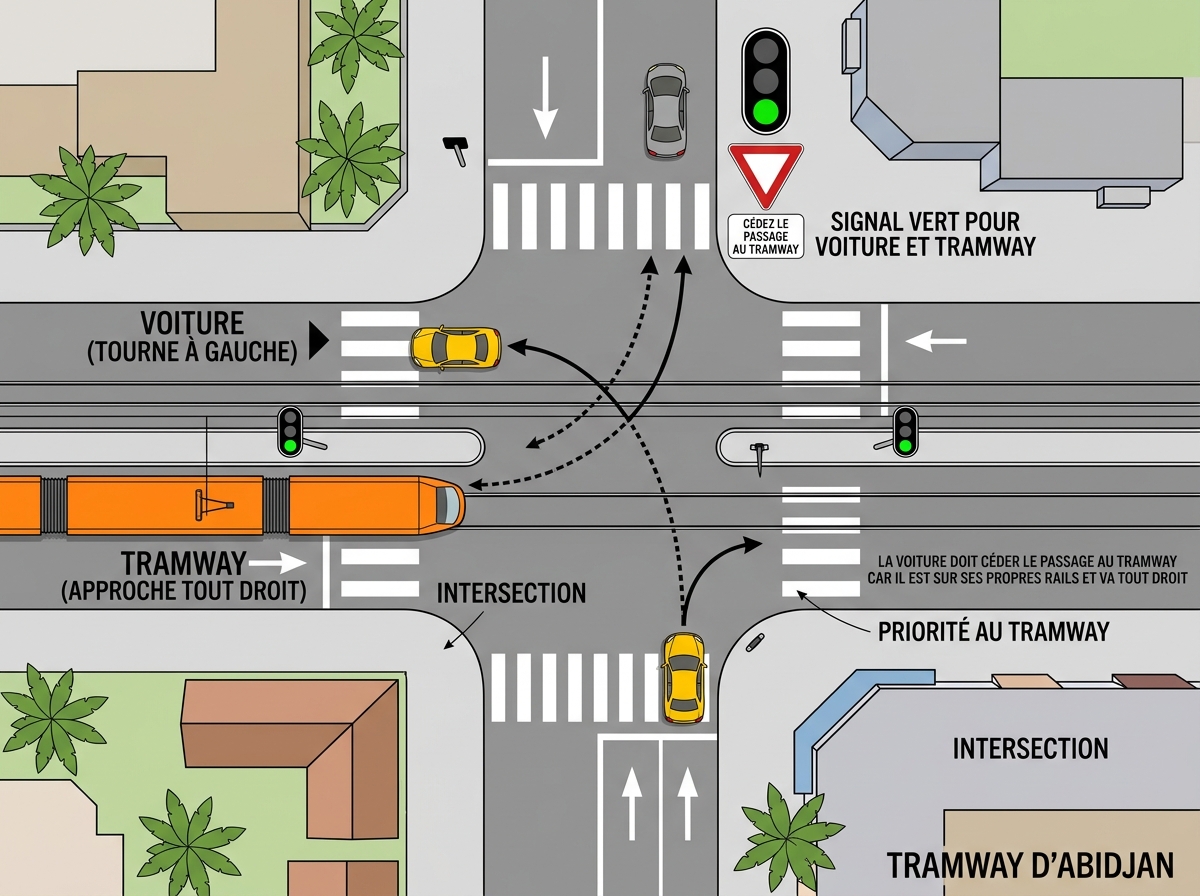 CÉDEZ LE
PASSAGE
AU TRAMWAY
SIGNAL VERT POUR
VOITURE ET TRAMWAY
VOITURE
(TOURNE À GAUCHE)
TRAMWAY
(APPROCHE TOUT DROIT)
INTERSECTION
LA VOITURE DOIT CÉDER LE PASSAGE AU TRAMWAY
CAR IL EST SUR SES PROPRES RAILS ET VA TOUT DROIT
PRIORITÉ AU TRAMWAY
INTERSECTION
TRAMWAY D'ABIDJAN